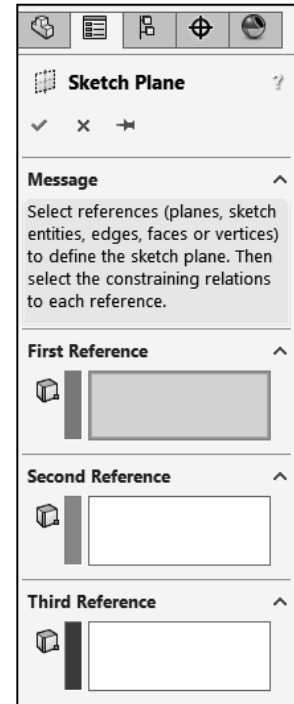 Sketch Plane ?
Message
Select references (planes, sketch
entities, edges, faces or vertices)
to define the sketch plane. Then
select the constraining relations
to each reference.
First Reference
Second Reference
Third Reference